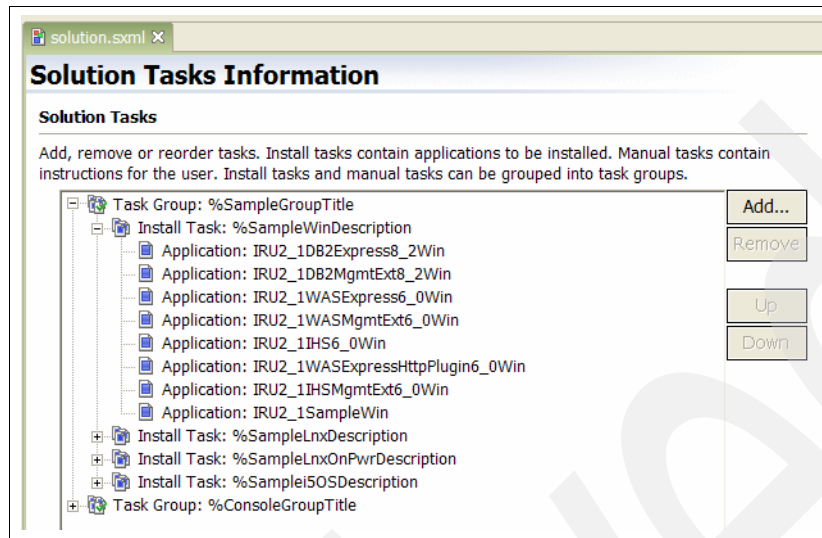 solution.sxml
Solution Tasks Information
Solution Tasks
Add, remove or reorder tasks. Install tasks contain applications to be installed. Manual tasks contain
instructions for the user. Install tasks and manual tasks can be grouped into task groups.
Task Group: %SampleGroupTitle
Add...
Install Task: %SampleWinDescription
Remove
Application: IRU2_1DB2Express8_2Win
Application: IRU2_1DB2MgmtExt8_2Win
Application: IRU2_1WASExpress6_0Win
Up
Application: IRU2_1WASMgmtExt6_0Win
Application: IRU2_1IHS6_0Win
Down
Application: IRU2_1WASExpressHttpPlugin6_0Win
Application: IRU2_1IHSMgmtExt6_0Win
Application: IRU2_1SampleWin
Install Task: %SampleLnxDescription
Install Task: %SampleLnxOnPwrDescription
Install Task: %Samplei5OSDescription
Task Group: %ConsoleGroupTitle